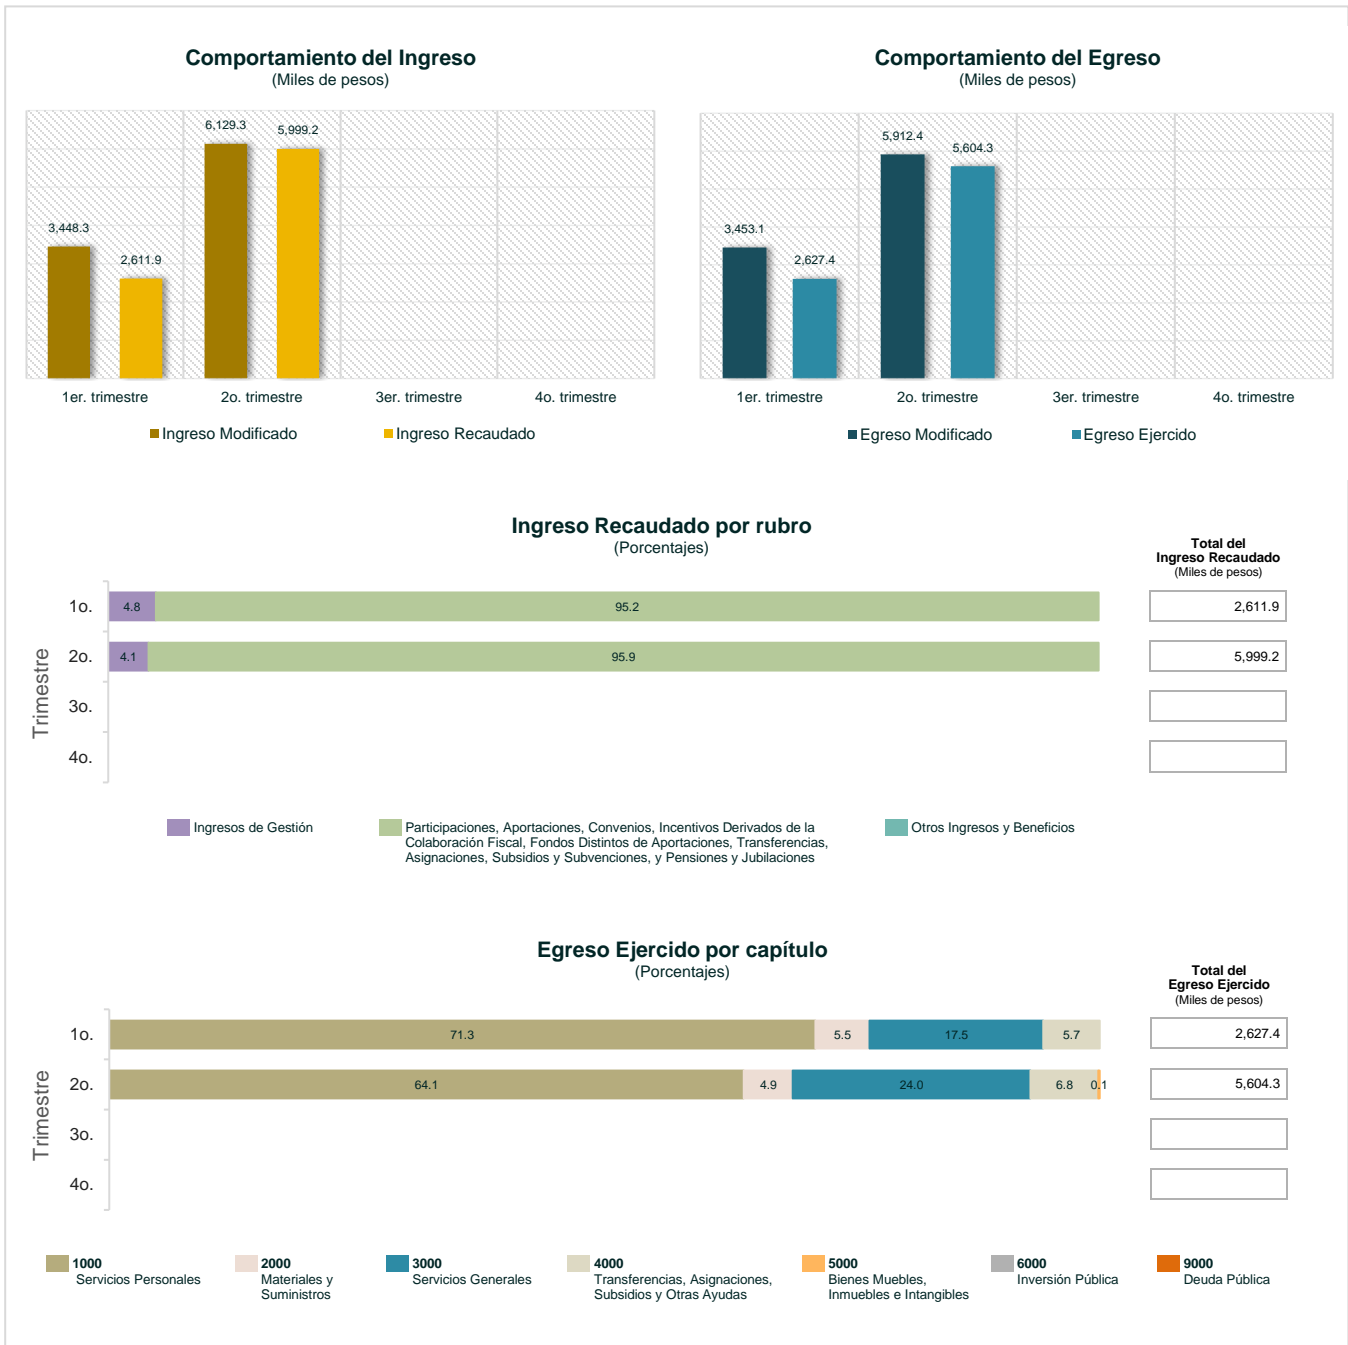 Comportamiento del Ingreso
(Miles de pesos)
3,448.3
2,611.9
6,129.3
5,999.2
1er. trimestre
2o. trimestre
3er. trimestre
4o. trimestre
Ingreso Modificado
Ingreso Recaudado
Comportamiento del Egreso
(Miles de pesos)
3,453.1
2,627.4
5,912.4
5,604.3
1er. trimestre
2o. trimestre
3er. trimestre
4o. trimestre
Egreso Modificado
Egreso Ejercido
Ingreso Recaudado por rubro
(Porcentajes)
Total del
Ingreso Recaudado
(Miles de pesos)
Trimestre
1o.
4.8
95.2
2,611.9
2o.
4.1
95.9
5,999.2
3o.
4o.
Ingresos de Gestión
Participaciones, Aportaciones, Convenios, Incentivos Derivados de la
Colaboración Fiscal, Fondos Distintos de Aportaciones, Transferencias,
Asignaciones, Subsidios y Subvenciones, y Pensiones y Jubilaciones
Otros Ingresos y Beneficios
Egreso Ejercido por capítulo
(Porcentajes)
Total del
Egreso Ejercido
(Miles de pesos)
Trimestre
1o.
71.3
5.5
17.5
5.7
2,627.4
2o.
64.1
4.9
24.0
6.8
0.1
5,604.3
3o.
4o.
1000
Servicios Personales
2000
Materiales y
Suministros
3000
Servicios Generales
4000
Transferencias, Asignaciones,
Subsidios y Otras Ayudas
5000
Bienes Muebles,
Inmuebles e Intangibles
6000
Inversión Pública
9000
Deuda Pública